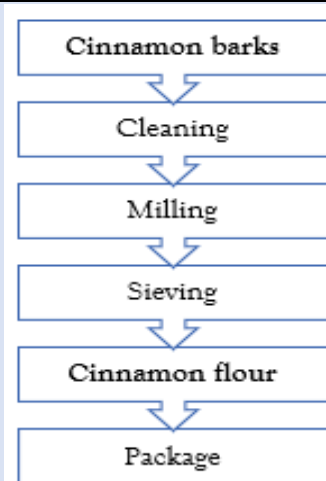 Cinnamon barks
Cleaning
Milling
Sieving
Cinnamon flour
Package